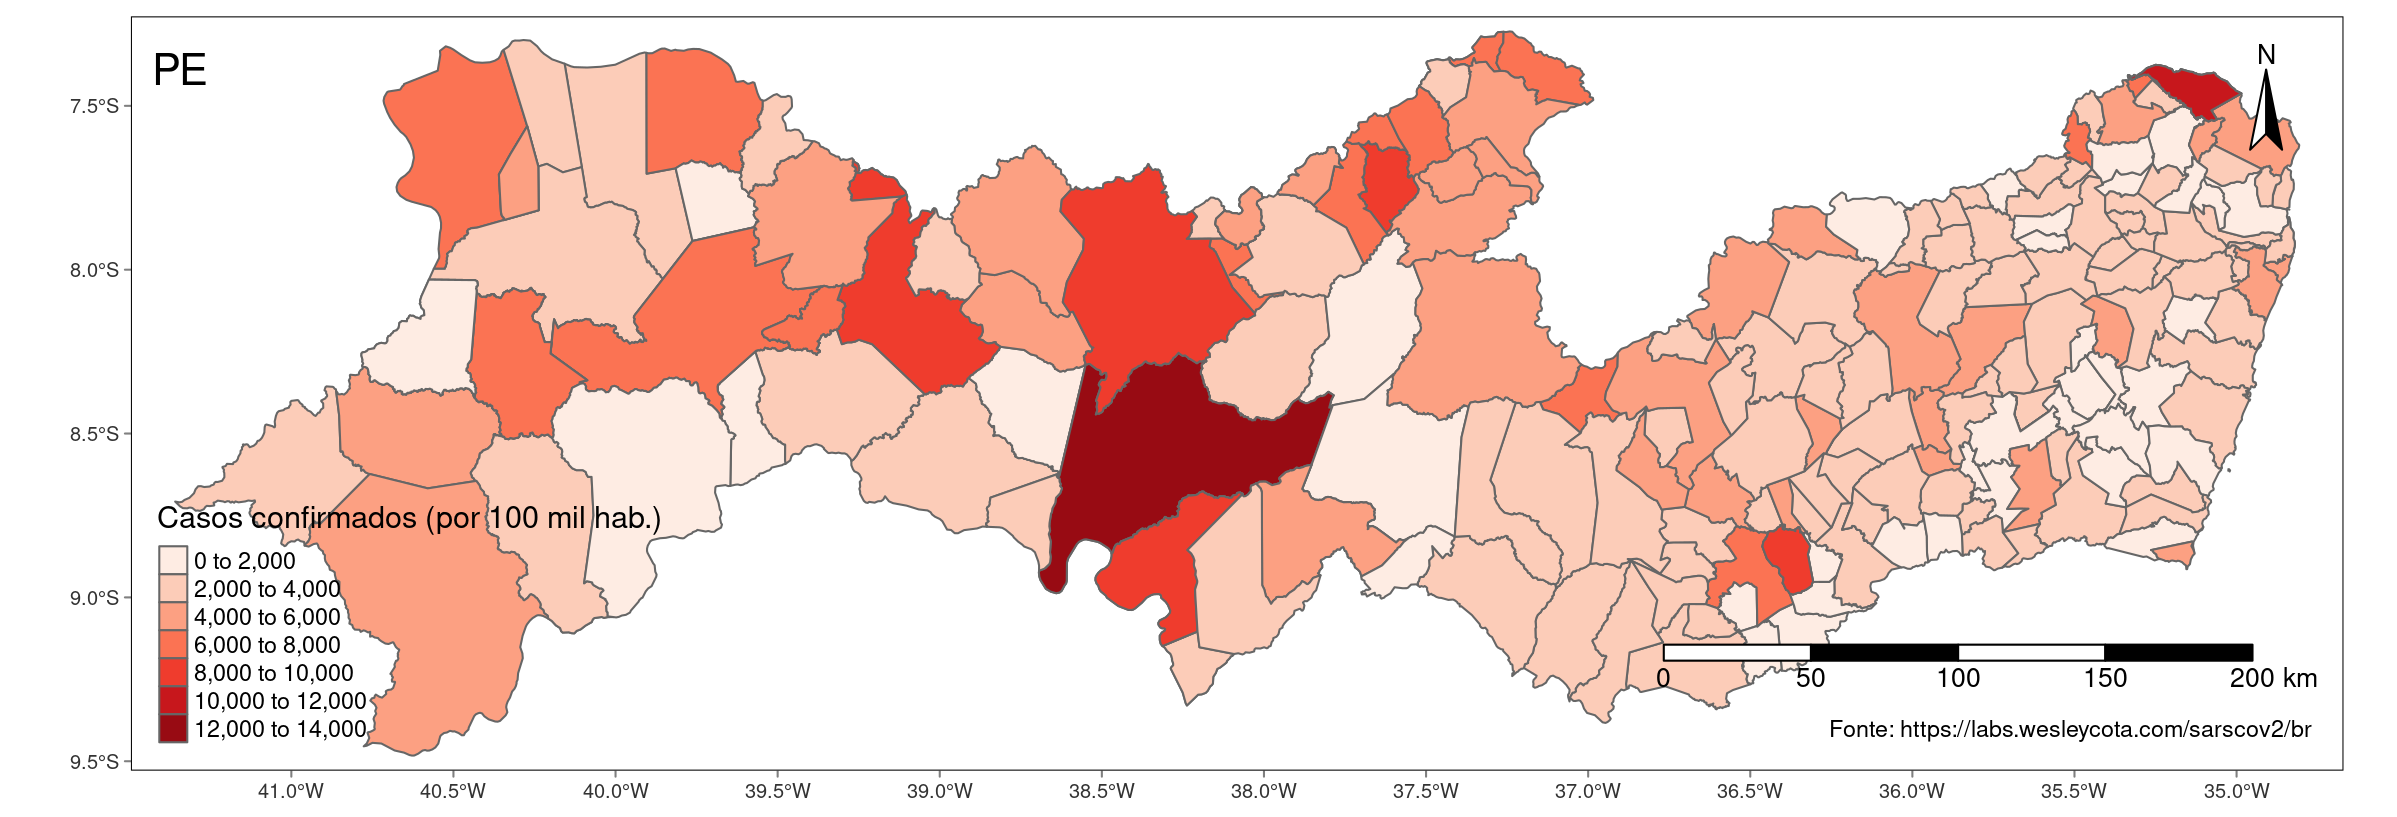 PE
N
7.5°S
8.0°S
8.5°S
9.0°S
9.5°S
Casos confirmados (por 100 mil hab.)
0 to 2,000
2,000 to 4,000
4,000 to 6,000
6,000 to 8,000
8,000 to 10,000
10,000 to 12,000
12,000 to 14,000
0 50 100 150 200 km
Fonte: https://labs.wesleycota.com/sarscov2/br
41.0°W 40.5°W 40.0°W 39.5°W 39.0°W 38.5°W 38.0°W 37.5°W 37.0°W 36.5°W 36.0°W 35.5°W 35.0°W